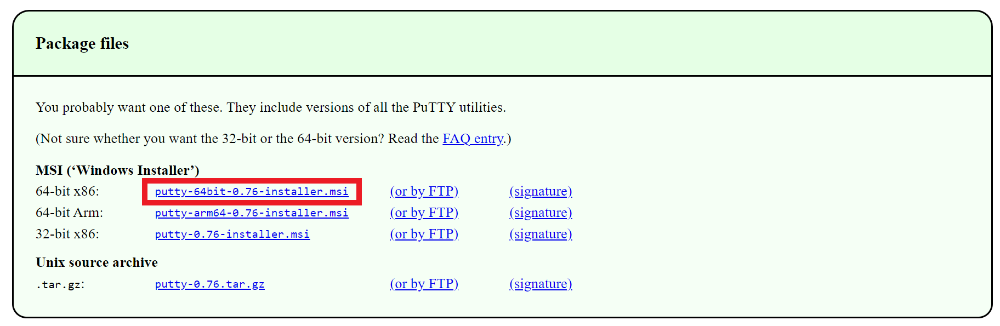 Package files
You probably want one of these. They include versions of all the PuTTY utilities.
(Not sure whether you want the 32-bit or the 64-bit version? Read the FAQ entry.)
MSI (‘Windows Installer’)
64-bit x86: putty-64bit-0.76-installer.msi (or by FTP) (signature)
64-bit Arm: putty-arm64-0.76-installer.msi (or by FTP) (signature)
32-bit x86: putty-0.76-installer.msi (or by FTP) (signature)
Unix source archive
.tar.gz: putty-0.76.tar.gz (or by FTP) (signature)